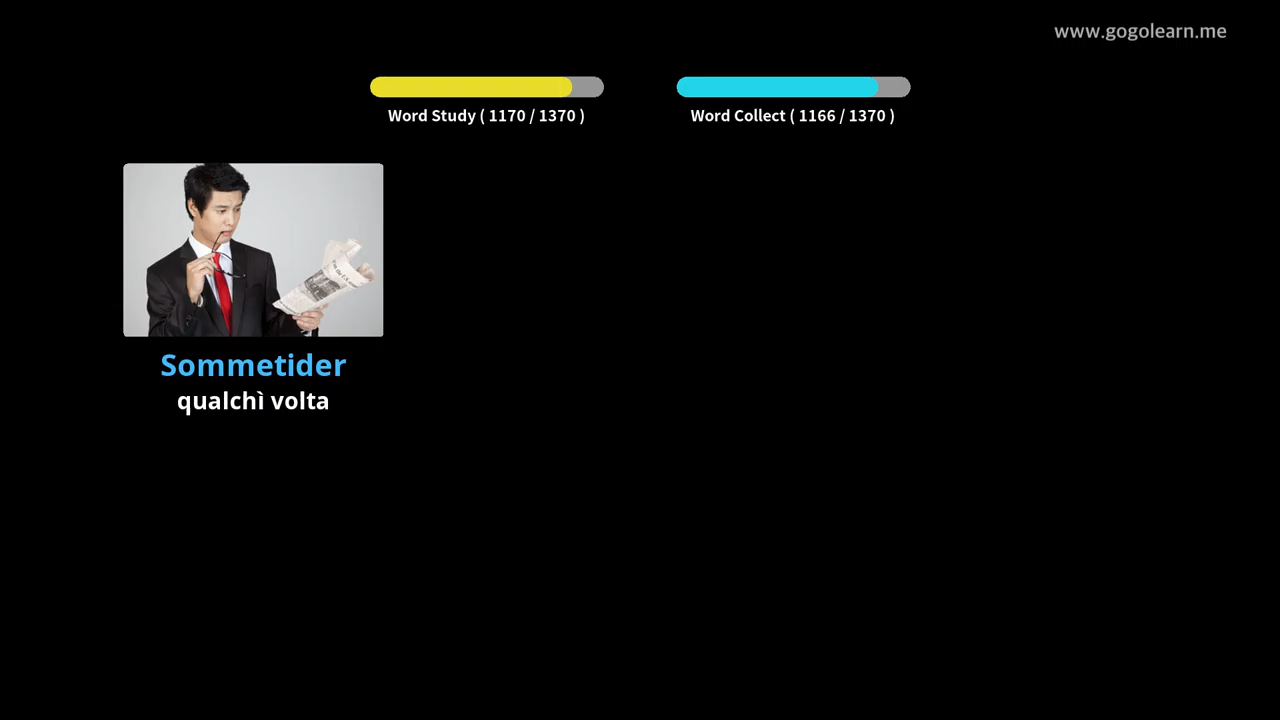 www.gogolearn.me
Word Study ( 1170 / 1370 )
Word Collect ( 1166 / 1370 )
Sommetider
qualchì volta